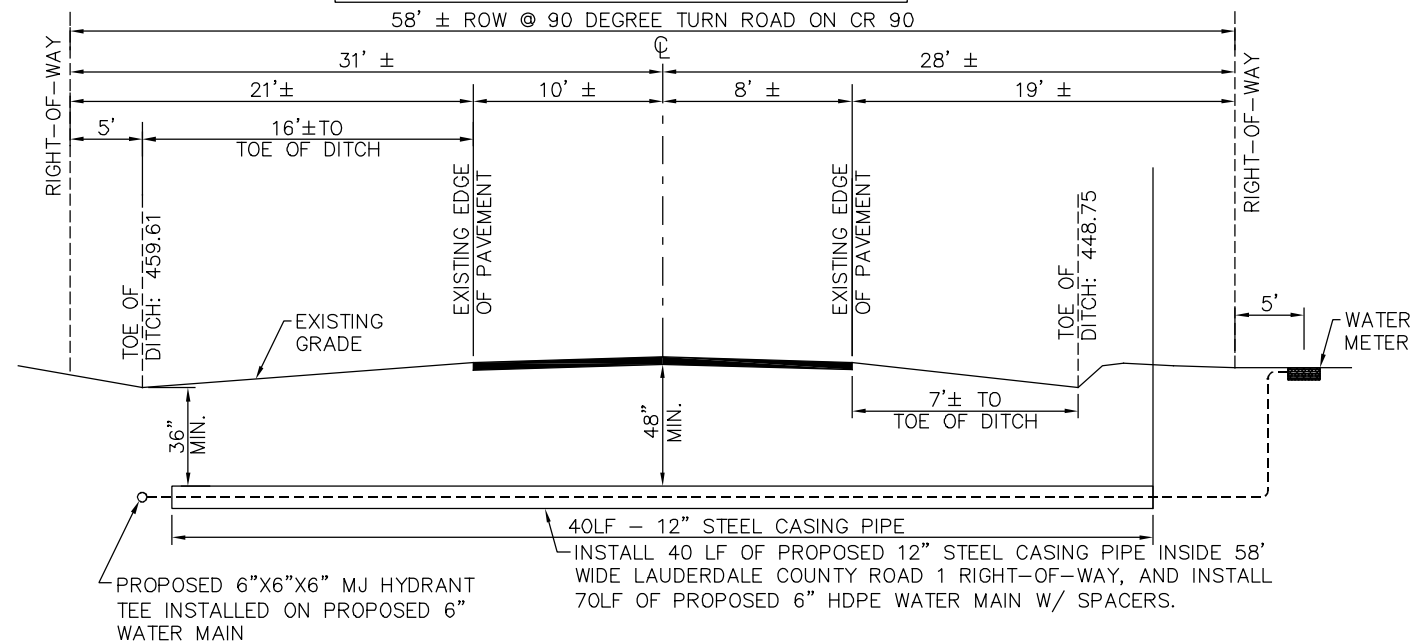 58' ± ROW @ 90 DEGREE TURN ROAD ON CR 90
RIGHT-OF-WAY
℄
31' ±
28' ±
RIGHT-OF-WAY
21'±
10' ±
8' ±
19' ±
5'
16'±TO
TOE OF DITCH
EXISTING EDGE
OF PAVEMENT
EXISTING EDGE
OF PAVEMENT
TOE OF
DITCH: 459.61
TOE OF
DITCH: 448.75
5'
EXISTING
GRADE
WATER
METER
36"
MIN.
48"
MIN.
7'± TO
TOE OF DITCH
40LF – 12" STEEL CASING PIPE
INSTALL 40 LF OF PROPOSED 12" STEEL CASING PIPE INSIDE 58'
WIDE LAUDERDALE COUNTY ROAD 1 RIGHT-OF-WAY, AND INSTALL
70LF OF PROPOSED 6" HDPE WATER MAIN W/ SPACERS.
PROPOSED 6"X6"X6" MJ HYDRANT
TEE INSTALLED ON PROPOSED 6"
WATER MAIN